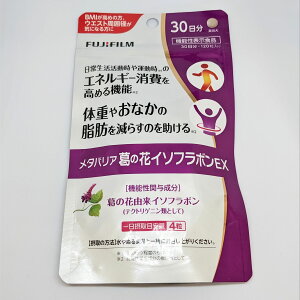 BMIが高めの方、
ウエスト周囲径が
気になる方に
30日分
機能性表示食品
FUJIFILM
日常生活活動時や運動時の
エネルギー消費を
高める機能
体重やおなかの
脂肪を減らすのを助ける
メタバリア 葛の花イソフラボンEX
[機能性関与成分]
葛の花由来イソフラボン
(テクトリゲニン類として)
一日摂取目安量 4粒